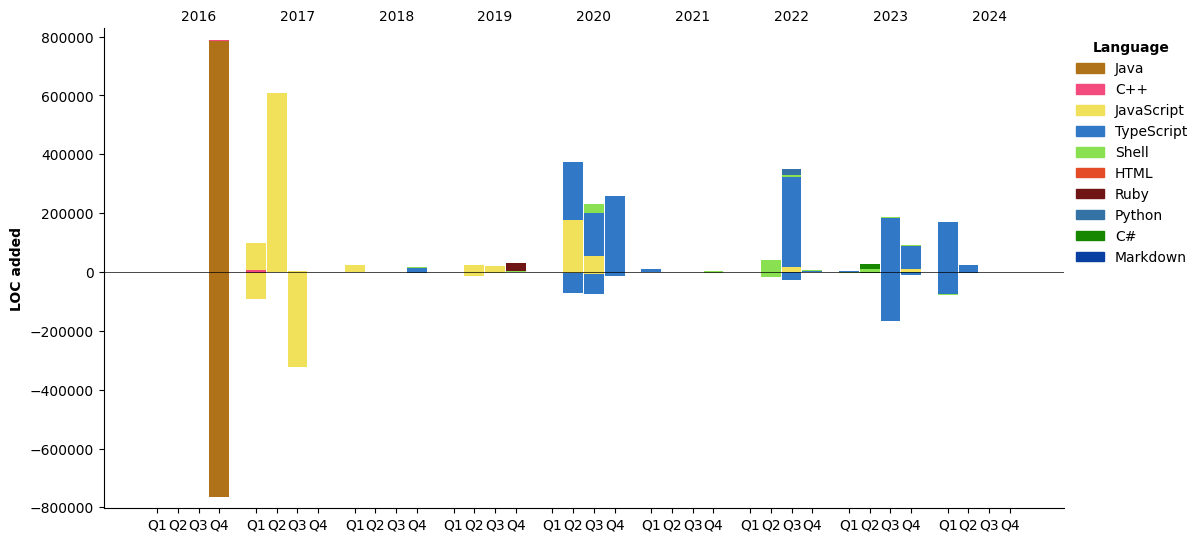 2016 2017 2018 2019 2020 2021 2022 2023 2024
LOC added
800000
600000
400000
200000
0
−200000
−400000
−600000
−800000
Q1 Q2 Q3 Q4 Q1 Q2 Q3 Q4 Q1 Q2 Q3 Q4 Q1 Q2 Q3 Q4 Q1 Q2 Q3 Q4 Q1 Q2 Q3 Q4 Q1 Q2 Q3 Q4 Q1 Q2 Q3 Q4 Q1 Q2 Q3 Q4
Language
Java
C++
JavaScript
TypeScript
Shell
HTML
Ruby
Python
C#
Markdown